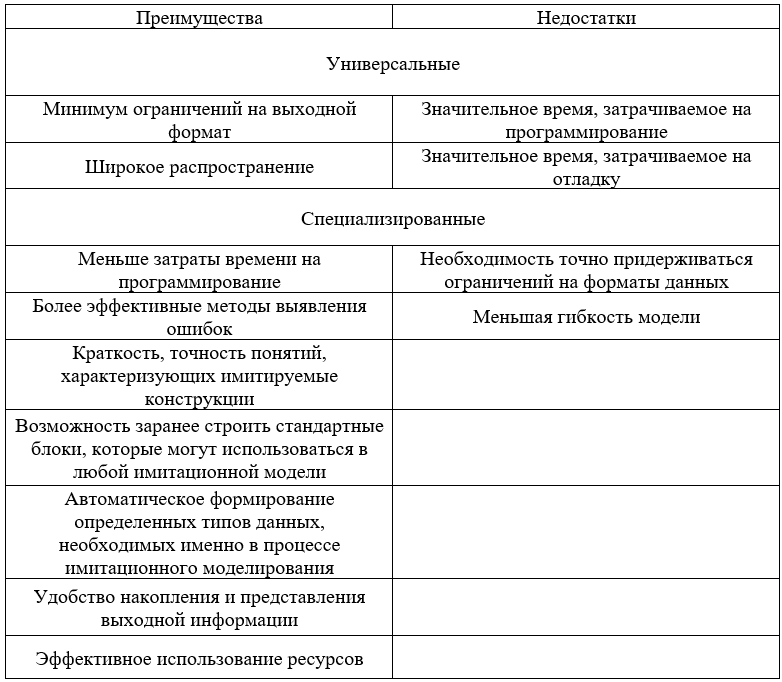 Преимущества
Недостатки
Универсальные
Минимум ограничений на выходной
формат
Значительное время, затрачиваемое на
программирование
Широкое распространение
Значительное время, затрачиваемое на
отладку
Специализированные
Меньше затраты времени на
программирование
Необходимость точно придерживаться
ограничений на форматы данных
Более эффективные методы выявления
ошибок
Меньшая гибкость модели
Краткость, точность понятий,
характеризующих имитируемые
конструкции
Возможность заранее строить стандартные
блоки, которые могут использоваться в
любой имитационной модели
Автоматическое формирование
определенных типов данных,
необходимых именно в процессе
имитационного моделирования
Удобство накопления и представления
выходной информации
Эффективное использование ресурсов